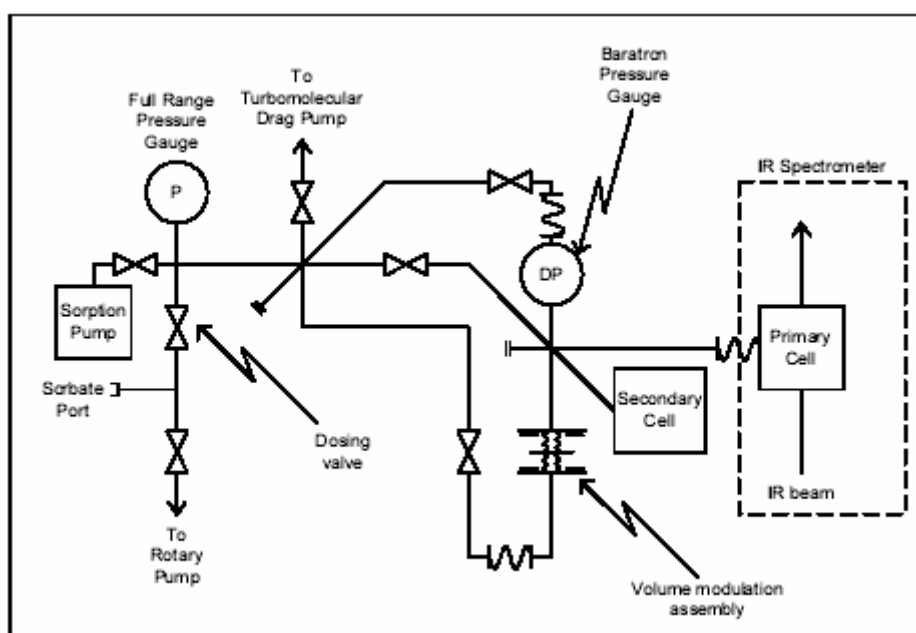 Baratron
Pressure
Gauge
To
Turbomolecular
Drag Pump
Full Range
Pressure
Gauge
IR Spectrometer
P
DP
Sorption
Pump
Primary
Cell
Sorbate
Port
Secondary
Cell
Dosing
valve
IR beam
To
Rotary
Pump
Volume modulation
assembly